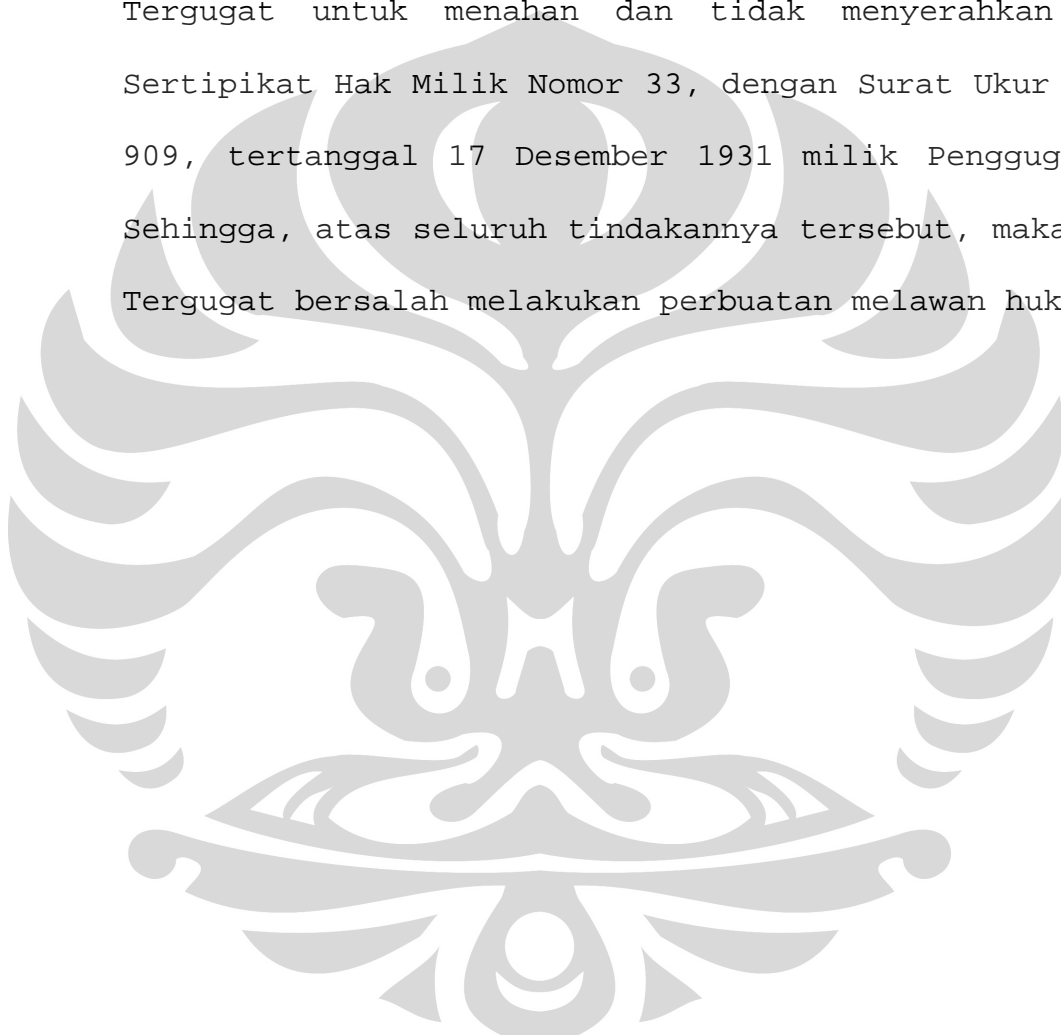 Tergugat untuk menahan dan tidak menyerahkan
Sertipikat Hak Milik Nomor 33, dengan Surat Ukur
909, tertanggal 17 Desember 1931 milik Penggug
Sehingga, atas seluruh tindakannya tersebut, maka
Tergugat bersalah melakukan perbuatan melawan huk